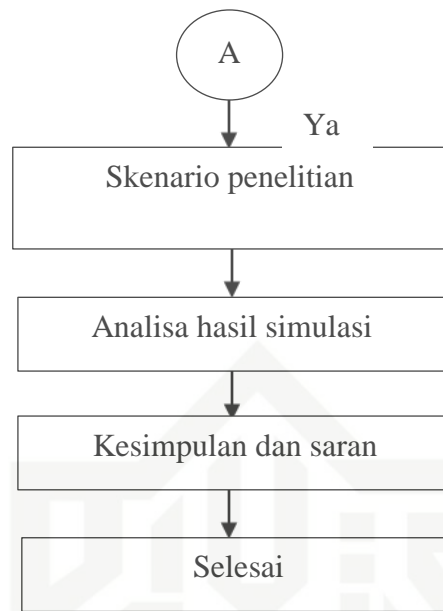 A
Ya
Skenario penelitian
Analisa hasil simulasi
Kesimpulan dan saran
Selesai